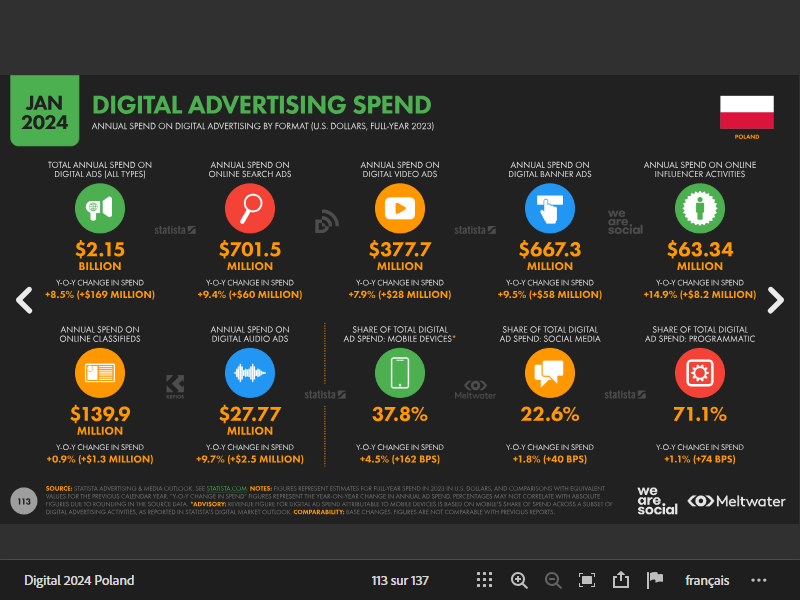 JAN
2024
DIGITAL ADVERTISING SPEND
ANNUAL SPEND ON DIGITAL ADVERTISING BY FORMAT (U.S. DOLLARS, FULL-YEAR 2023)
POLAND
TOTAL ANNUAL SPEND ON
DIGITAL ADS (ALL TYPES)
$2.15
BILLION
Y-O-Y CHANGE IN SPEND
+8.5% (+$169 MILLION)
ANNUAL SPEND ON
ONLINE SEARCH ADS
$701.5
MILLION
Y-O-Y CHANGE IN SPEND
+9.4% (+$60 MILLION)
ANNUAL SPEND ON
DIGITAL VIDEO ADS
$377.7
MILLION
Y-O-Y CHANGE IN SPEND
+7.9% (+$28 MILLION)
ANNUAL SPEND ON
DIGITAL BANNER ADS
$667.3
MILLION
Y-O-Y CHANGE IN SPEND
+9.5% (+$58 MILLION)
ANNUAL SPEND ON ONLINE
INFLUENCER ACTIVITIES
$63.34
MILLION
Y-O-Y CHANGE IN SPEND
+14.9% (+$8.2 MILLION)
statista
statista
we
are
social
ANNUAL SPEND ON
ONLINE CLASSIFIEDS
$139.9
MILLION
Y-O-Y CHANGE IN SPEND
+0.9% (+$1.3 MILLION)
ANNUAL SPEND ON
DIGITAL AUDIO ADS
$27.77
MILLION
Y-O-Y CHANGE IN SPEND
+9.7% (+$2.5 MILLION)
SHARE OF TOTAL DIGITAL
AD SPEND: MOBILE DEVICES*
37.8%
Y-O-Y CHANGE IN SPEND
+4.5% (+162 BPS)
SHARE OF TOTAL DIGITAL
AD SPEND: SOCIAL MEDIA
22.6%
Y-O-Y CHANGE IN SPEND
+1.8% (+40 BPS)
SHARE OF TOTAL DIGITAL
AD SPEND: PROGRAMMATIC
71.1%
Y-O-Y CHANGE IN SPEND
+1.1% (+74 BPS)
KEPIOS
statista
Meltwater
statista
113
SOURCE: STATISTA ADVERTISING & MEDIA OUTLOOK. SEE STATISTA.COM. NOTES: FIGURES REPRESENT ESTIMATES FOR FULL-YEAR SPEND IN 2023 IN U.S. DOLLARS, AND COMPARISONS WITH EQUIVALENT
VALUES FOR THE PREVIOUS CALENDAR YEAR. "Y-O-Y CHANGE IN SPEND" FIGURES REPRESENT THE YEAR-ON-YEAR CHANGE IN ANNUAL AD SPEND. PERCENTAGES MAY NOT CORRELATE WITH ABSOLUTE
FIGURES DUE TO ROUNDING IN THE SOURCE DATA. *ADVISORY: REVENUE FIGURE FOR DIGITAL AD SPEND ATTRIBUTABLE TO MOBILE DEVICES IS BASED ON MOBILE'S SHARE OF SPEND ACROSS A SUBSET OF
DIGITAL ADVERTISING ACTIVITIES, AS REPORTED IN STATISTA'S DIGITAL MARKET OUTLOOK. COMPARABILITY: BASE CHANGES. FIGURES ARE NOT COMPARABLE WITH PREVIOUS REPORTS.
we
are
social
Meltwater
Digital 2024 Poland
113 sur 137
français